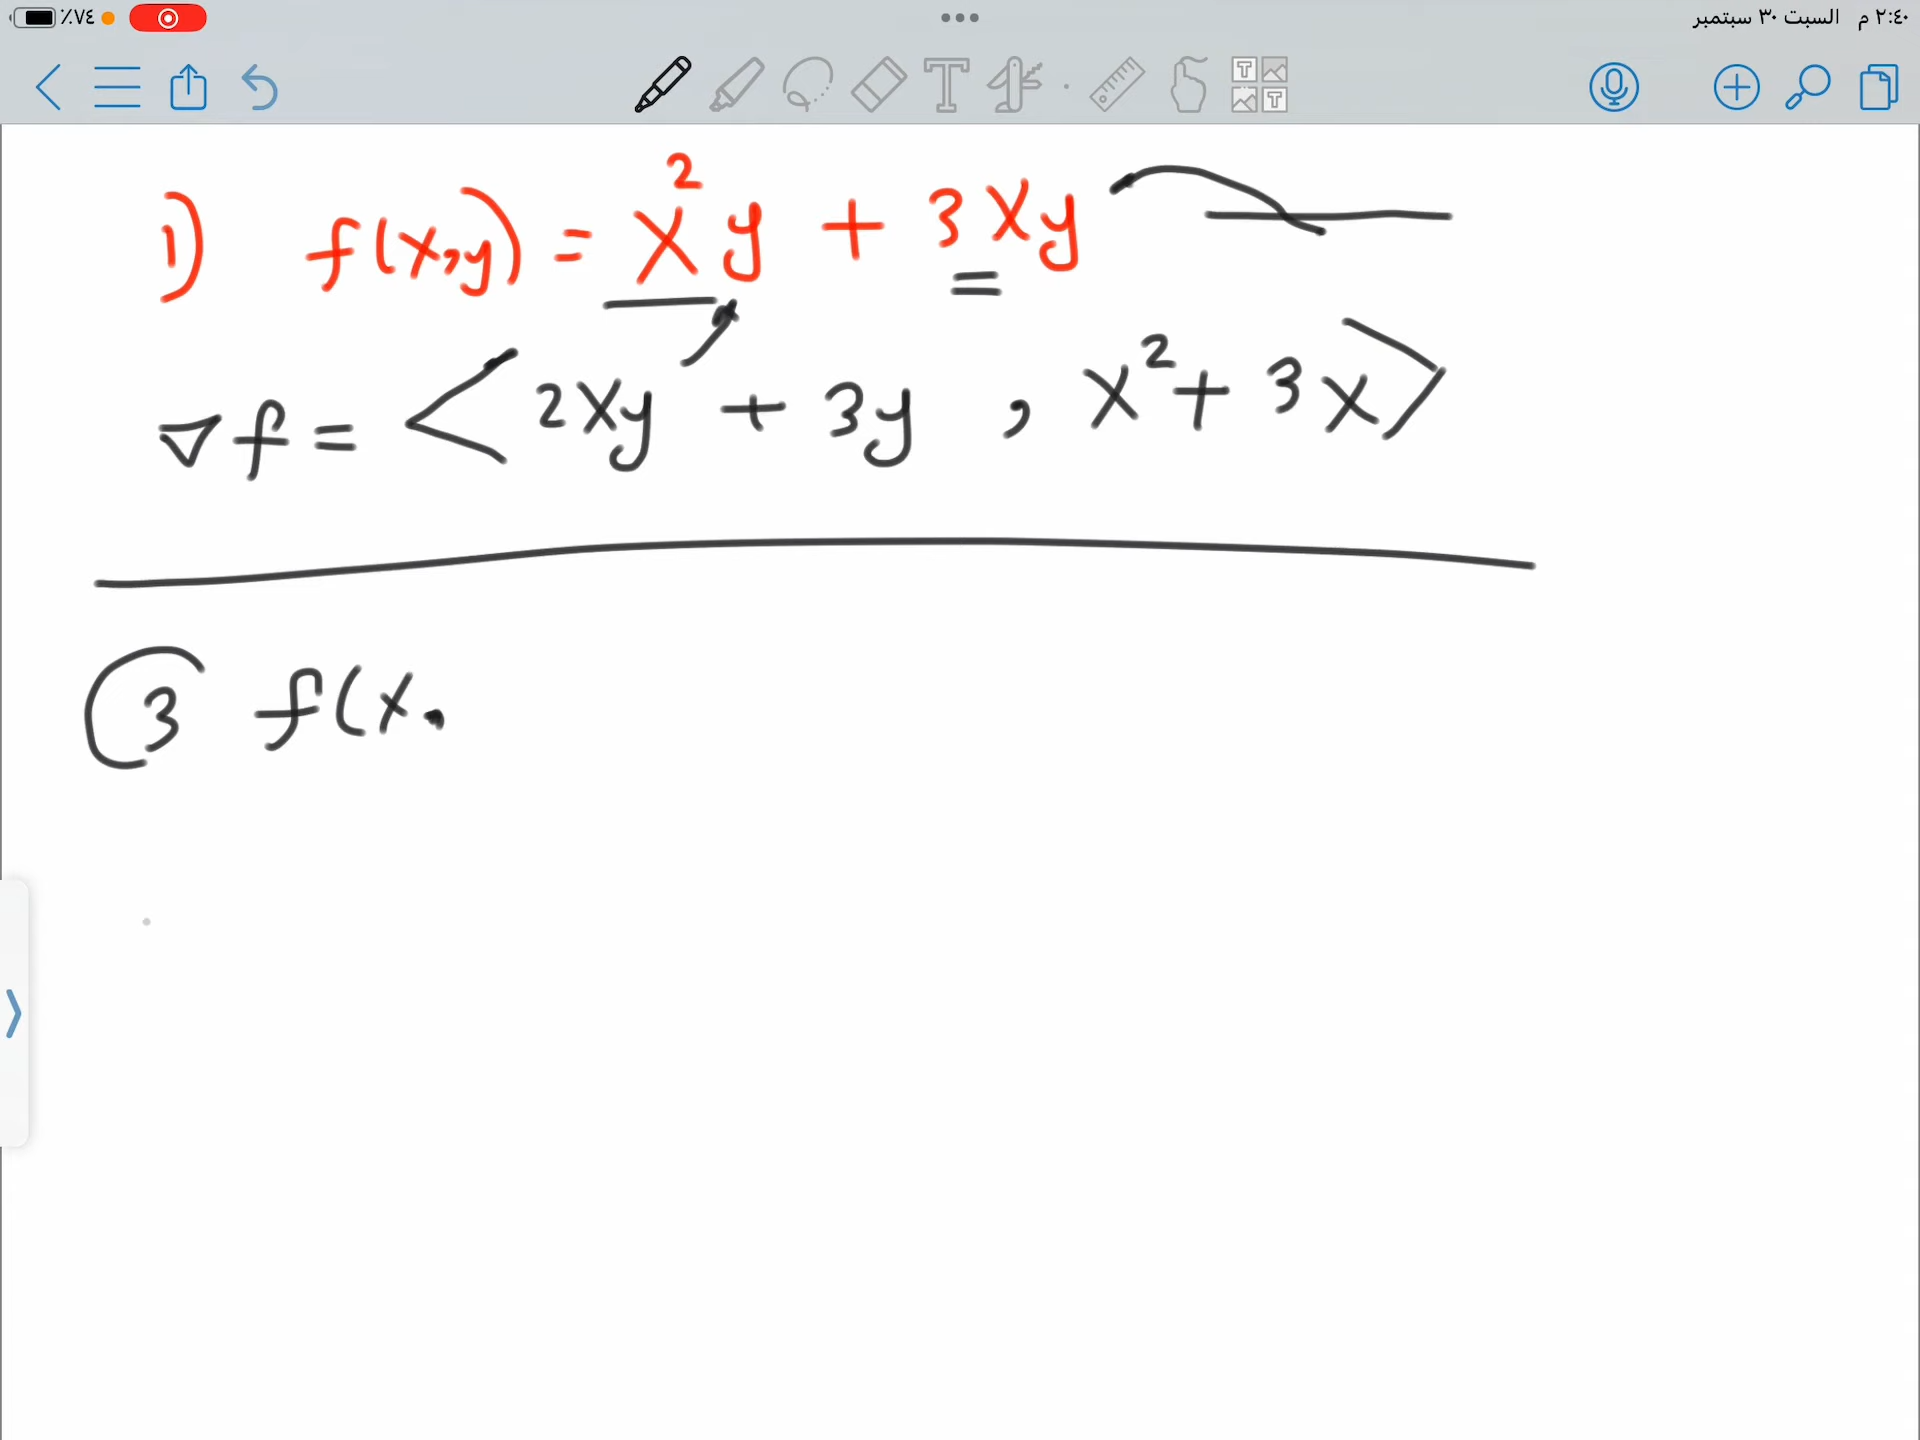 ٪٧٤ السبت ٣٠ سبتمبر ٢:٤٠ م
1) f(x,y) = x²y + 3xy
∇f = < 2xy + 3y , x² + 3x >
3 f(x,